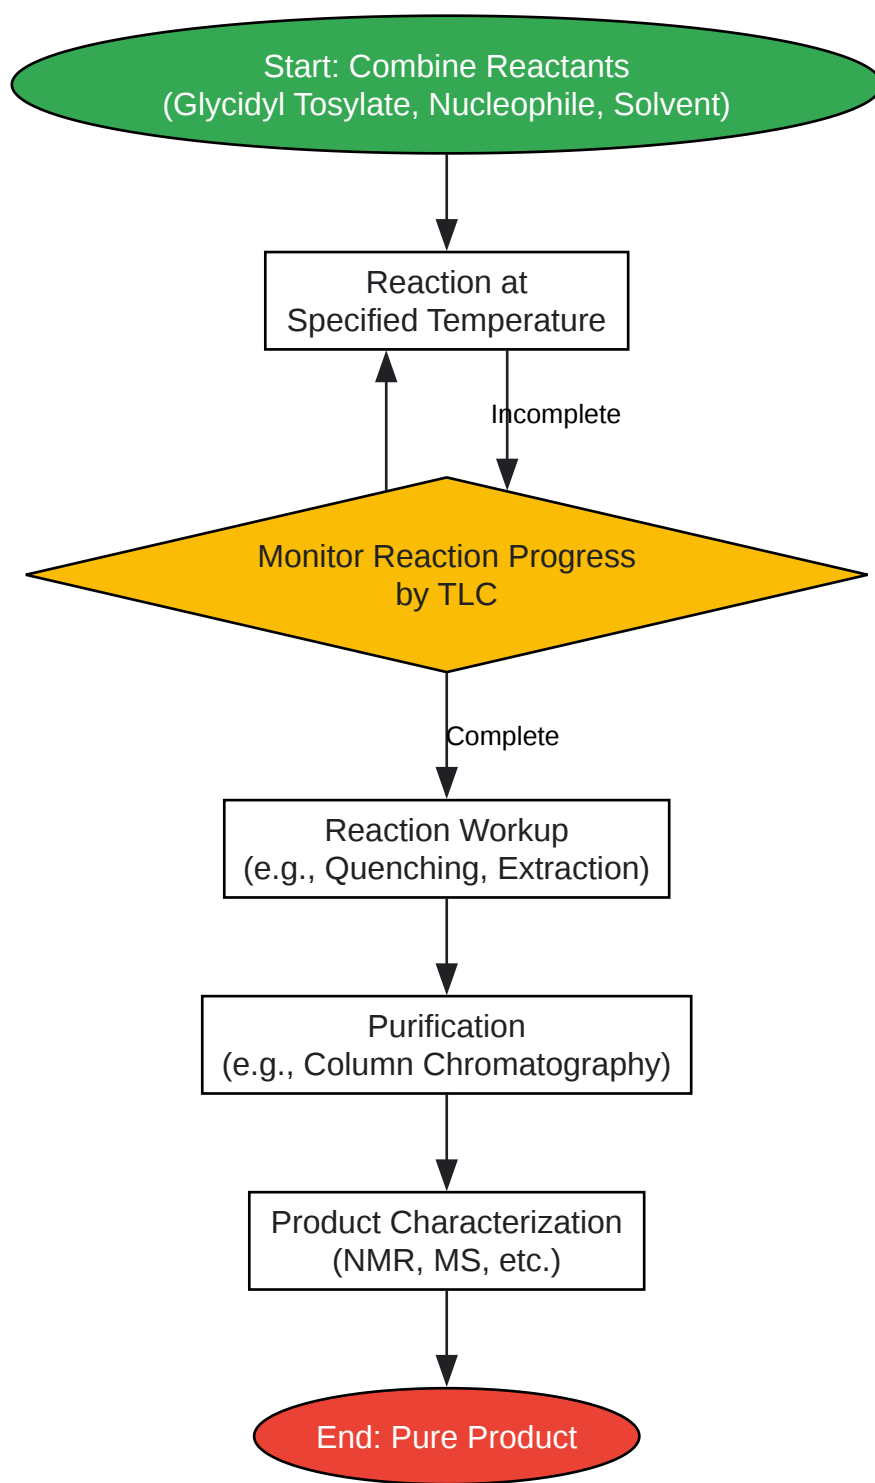 Start: Combine Reactants
(Glycidyl Tosylate, Nucleophile, Solvent)
Reaction at
Specified Temperature
Incomplete
Monitor Reaction Progress
by TLC
Complete
Reaction Workup
(e.g., Quenching, Extraction)
Purification
(e.g., Column Chromatography)
Product Characterization
(NMR, MS, etc.)
End: Pure Product